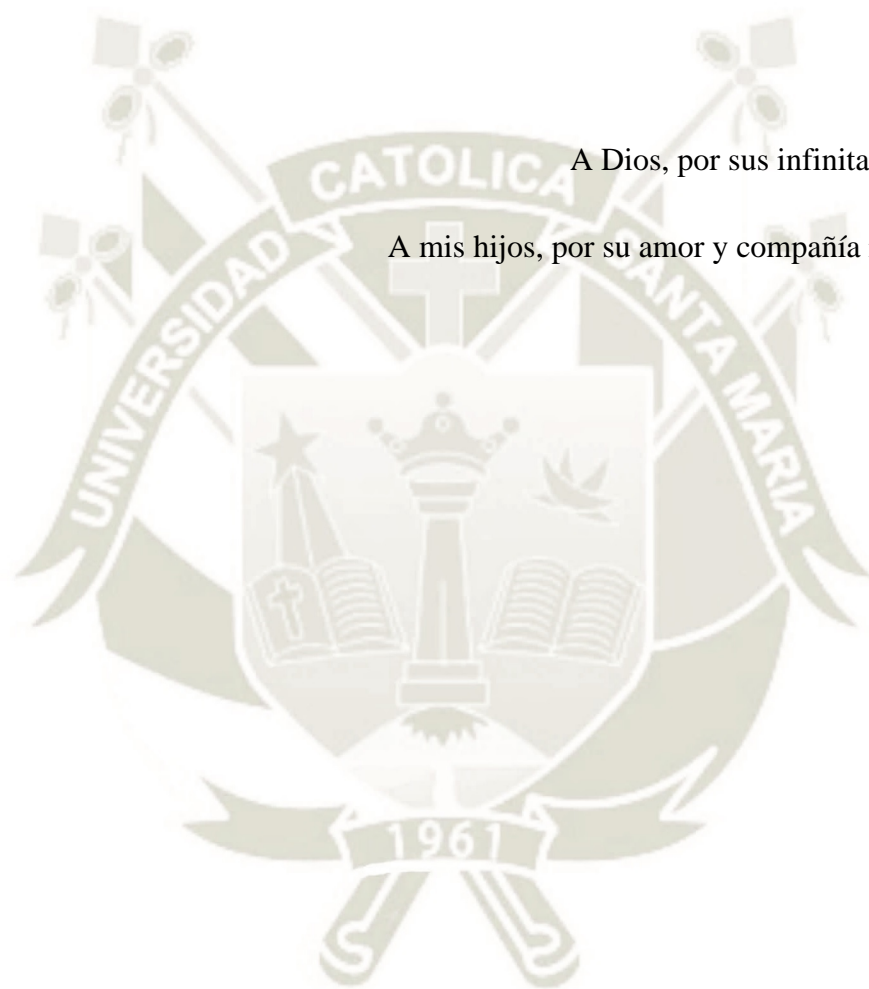 A Dios, por sus infinita
A mis hijos, por su amor y compañía
UNIVERSIDAD CATOLICA SANTA MARIA
1961